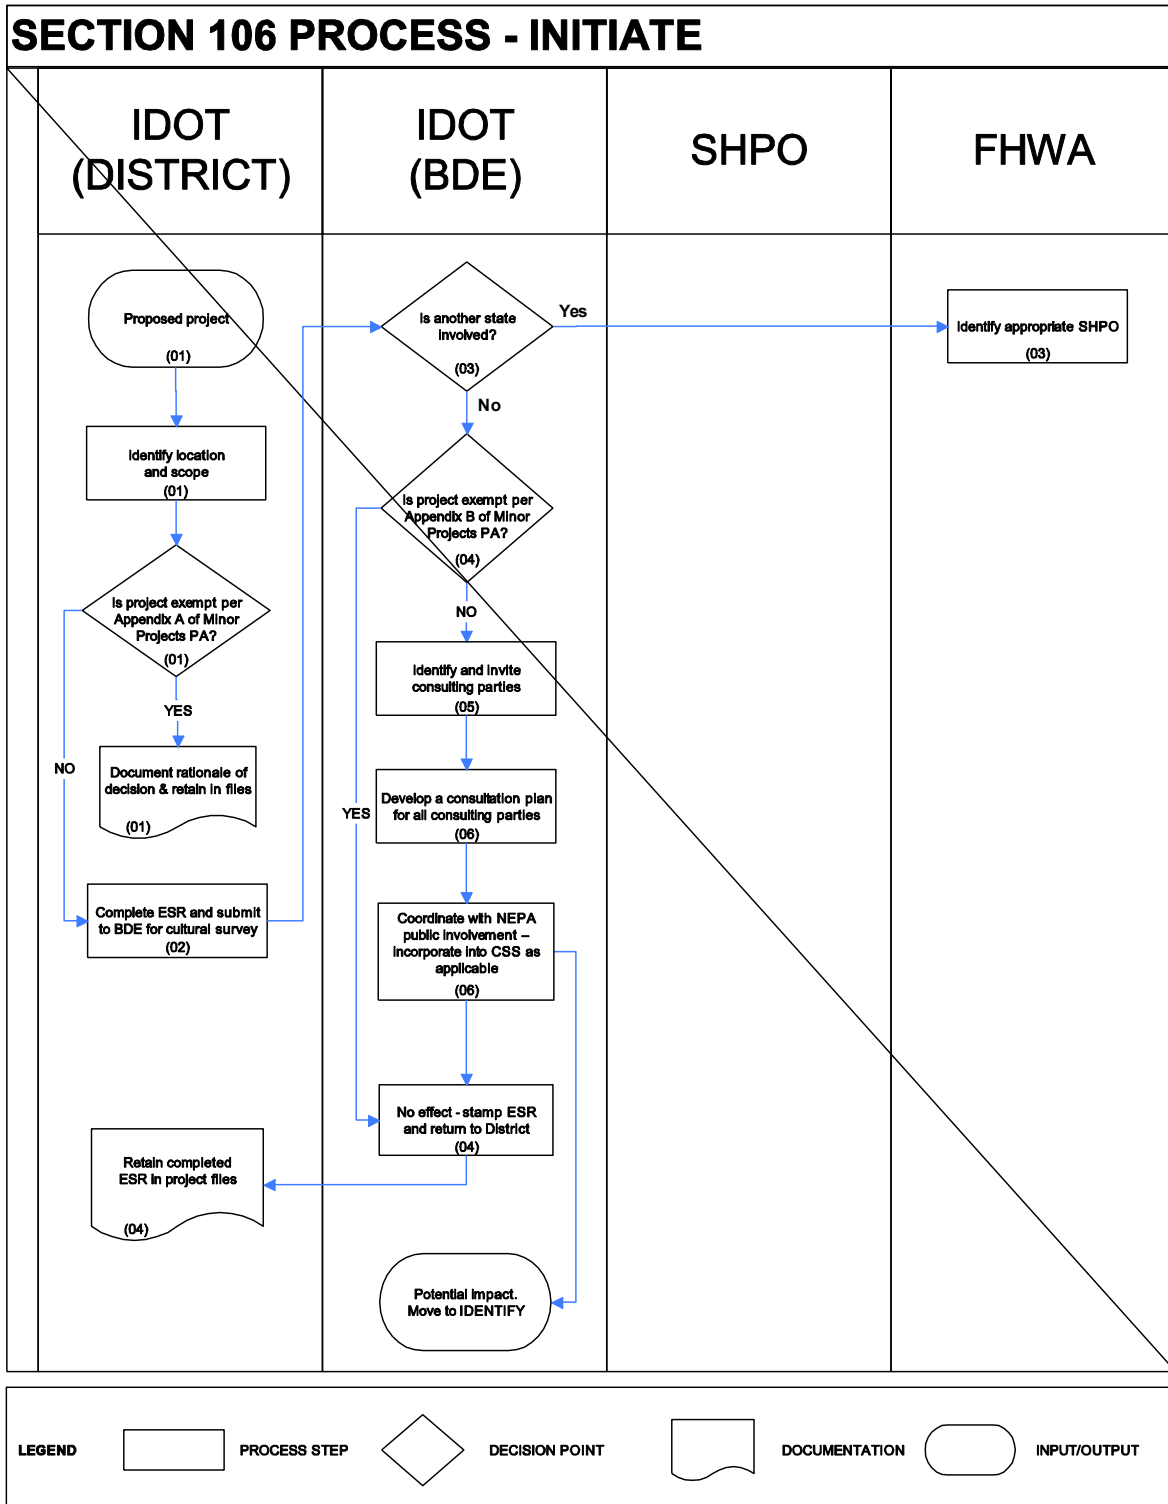 SECTION 106 PROCESS - INITIATE
IDOT
(DISTRICT)
IDOT
(BDE)
SHPO
FHWA
Proposed project
(01)
Identify location
and scope
(01)
Is project exempt per
Appendix A of Minor
Projects PA?
(01)
YES
NO
Document rationale of
decision & retain in files
(01)
Complete ESR and submit
to BDE for cultural survey
(02)
Retain completed
ESR in project files
(04)
Is another state
involved?
(03)
Yes
No
Is project exempt per
Appendix B of Minor
Projects PA?
(04)
NO
YES
Identify and invite
consulting parties
(05)
Develop a consultation plan
for all consulting parties
(06)
Coordinate with NEPA
public involvement –
incorporate into CSS as
applicable
(06)
No effect - stamp ESR
and return to District
(04)
Potential impact.
Move to IDENTIFY
Identify appropriate SHPO
(03)
LEGEND
PROCESS STEP
DECISION POINT
DOCUMENTATION
INPUT/OUTPUT